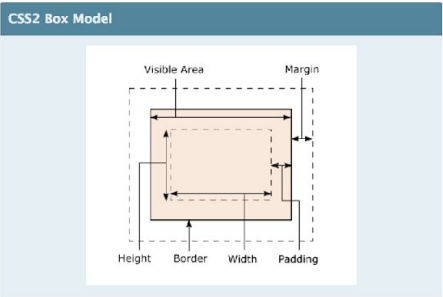 CSS2 Box Model
Visible Area Margin
Height Border Width Padding